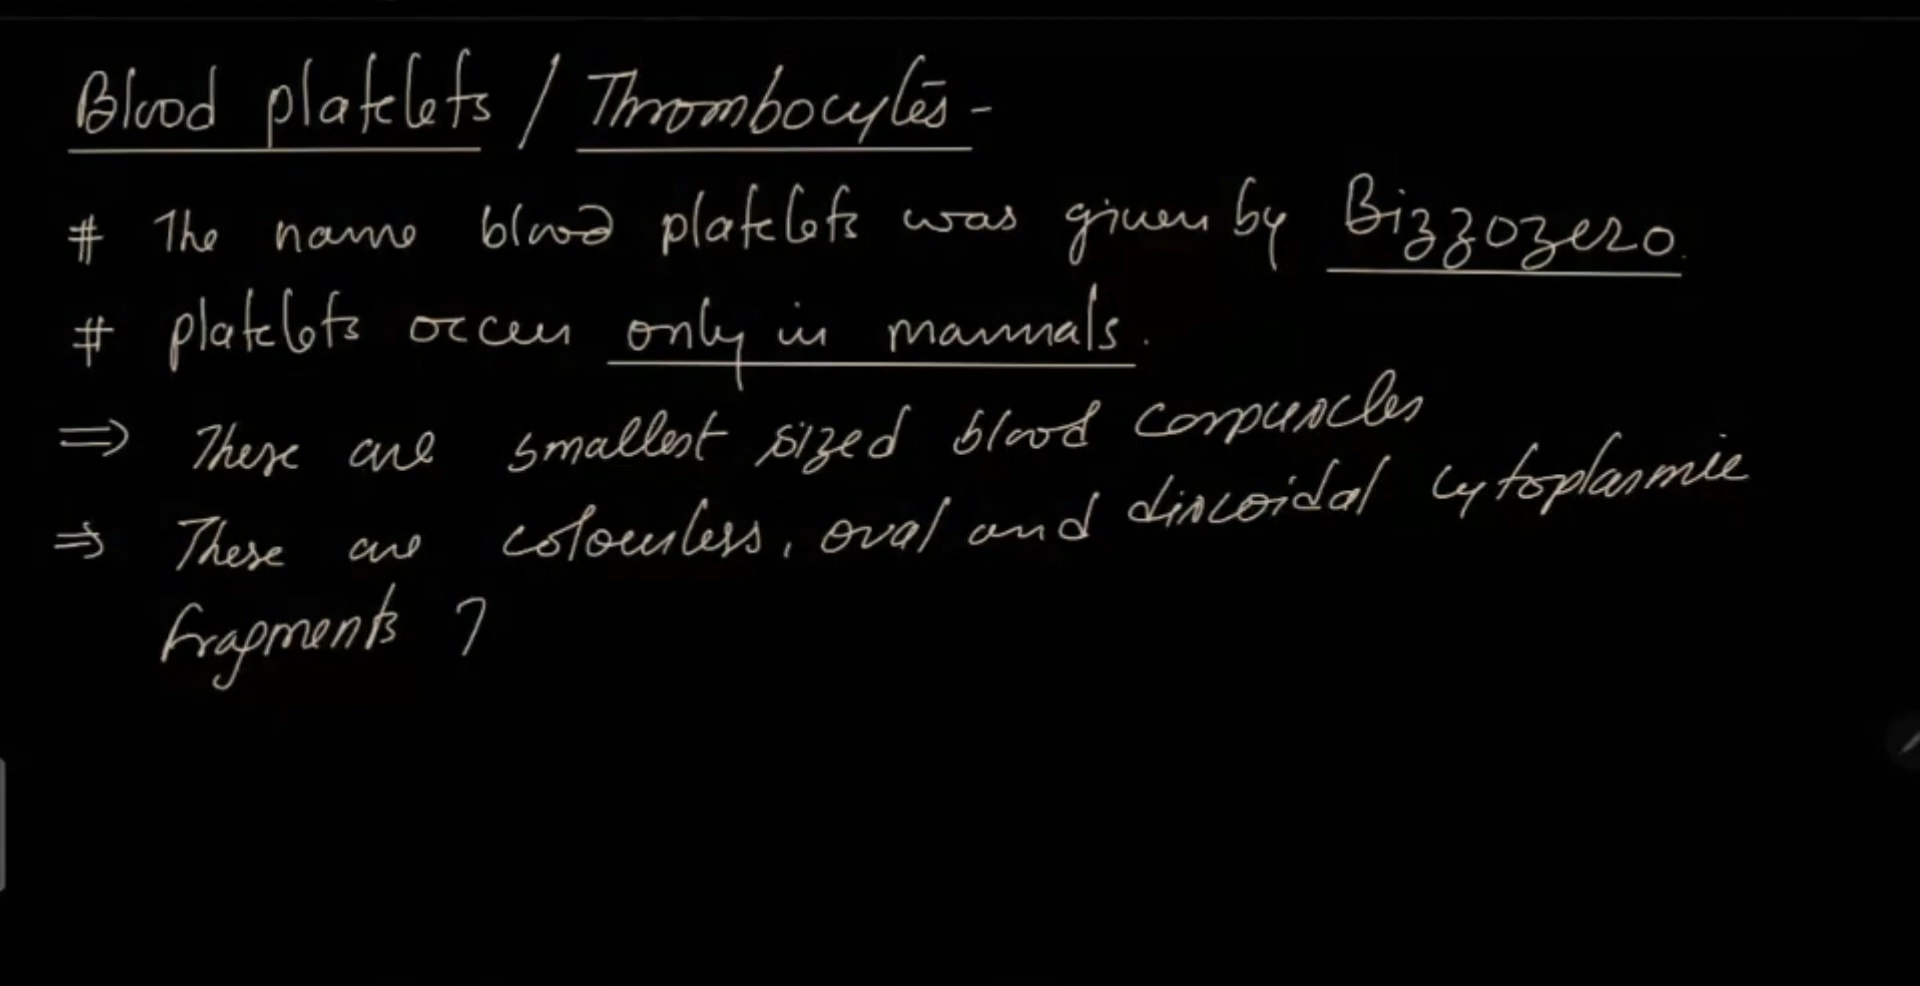 Blood platelets / Thrombocytes -
# The name blood platelets was given by Bizzozero.
# platelets occur only in mammals.
⇒ These are smallest sized blood corpuscles
⇒ These are colourless, oval and discoidal cytoplasmic
fragments ?